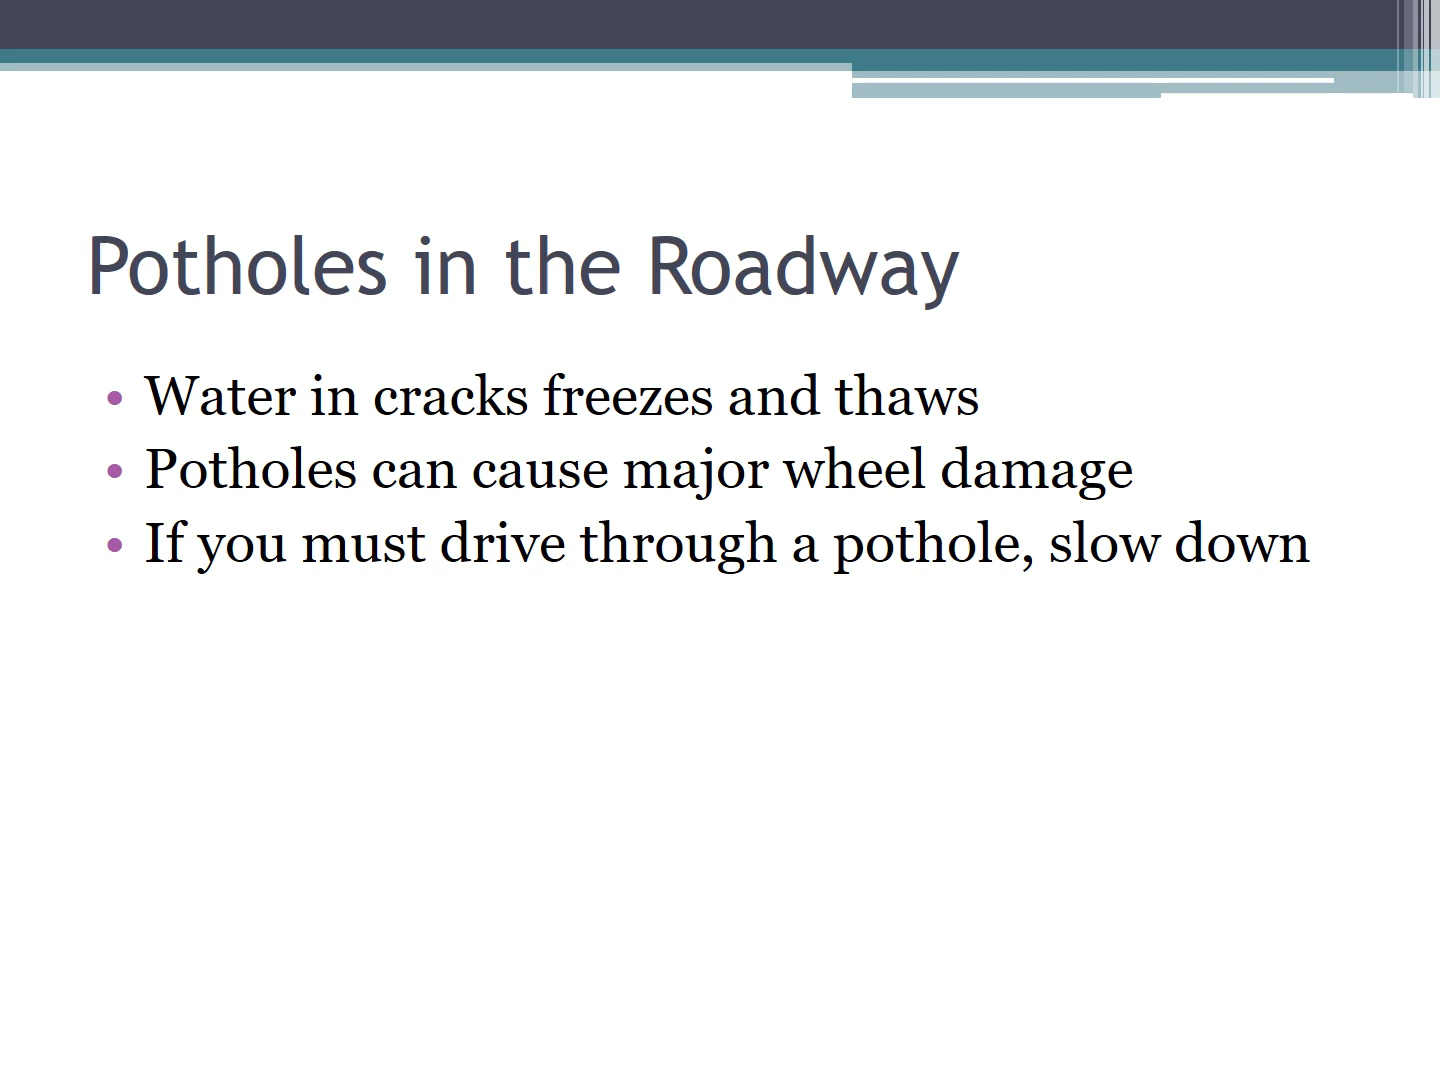 Potholes in the Roadway
• Water in cracks freezes and thaws
• Potholes can cause major wheel damage
• If you must drive through a pothole, slow down